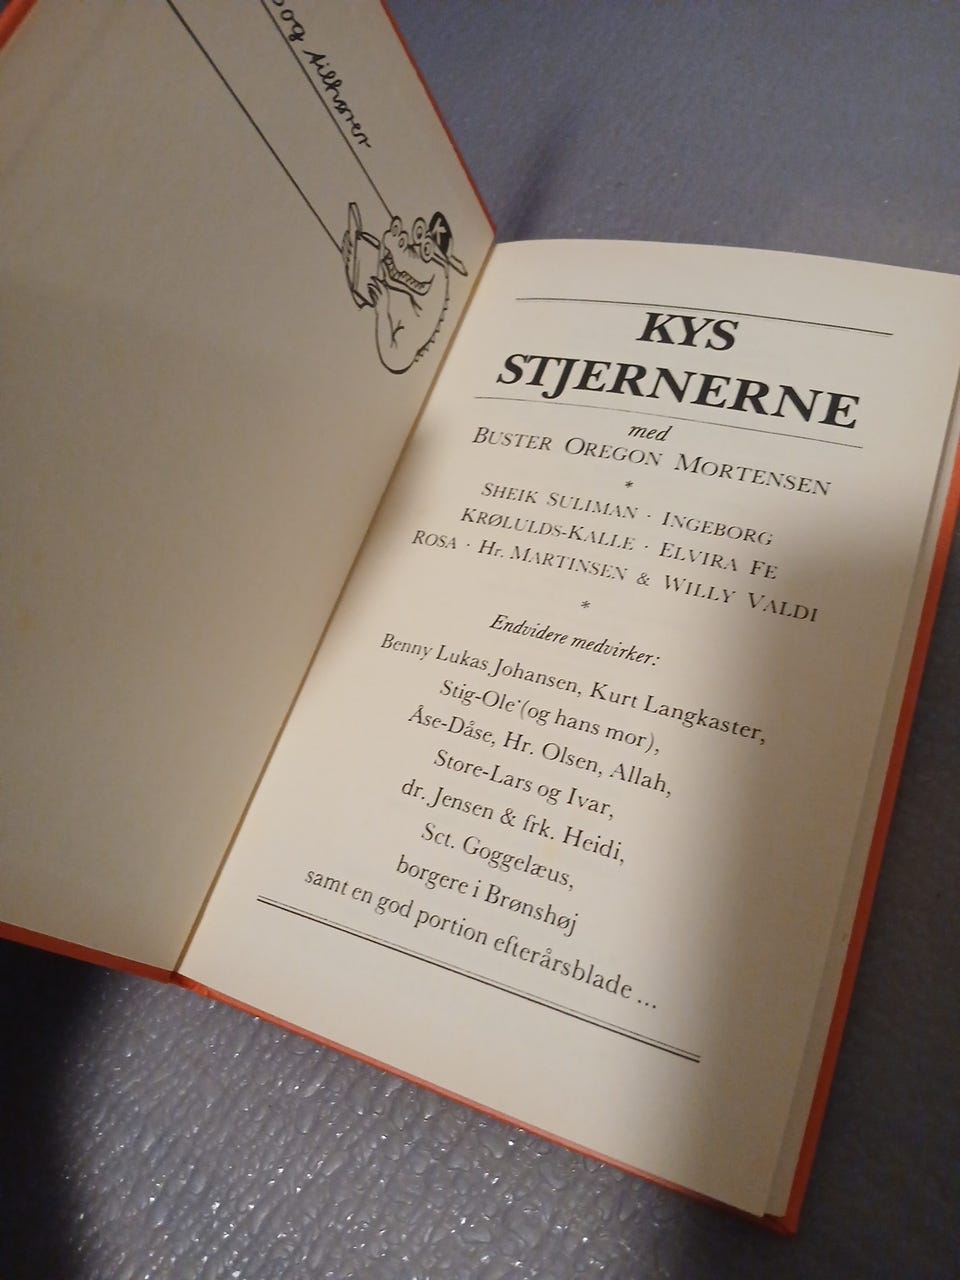 bog tilhører
K
KYS
STJERNERNE
med
BUSTER OREGON MORTENSEN
*
SHEIK SULIMAN · INGEBORG
KRØLULDS-KALLE · ELVIRA FE
ROSA · Hr. MARTINSEN & WILLY VALDI
*
Endvidere medvirker:
Benny Lukas Johansen, Kurt Langkaster,
Stig-Ole (og hans mor),
Åse-Dåse, Hr. Olsen, Allah,
Store-Lars og Ivar,
dr. Jensen & frk. Heidi,
Sct. Goggelæus,
borgere i Brønshøj
samt en god portion efterårsblade ...